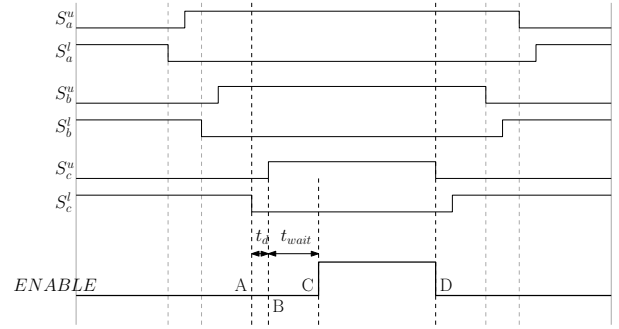 S_a^u
S_a^l
S_b^u
S_b^l
S_c^u
S_c^l
t_d t_wait
ENABLE A B C D